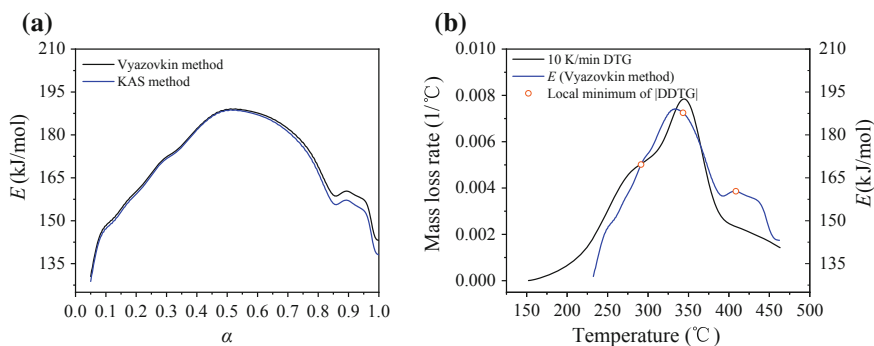 (a)
210
195
180
165
150
135
E (kJ/mol)
Vyazovkin method
KAS method
0.0 0.1 0.2 0.3 0.4 0.5 0.6 0.7 0.8 0.9 1.0
α
(b)
0.010
0.008
0.006
0.004
0.002
0.000
Mass loss rate (1/℃)
10 K/min DTG
E (Vyazovkin method)
Local minimum of |DDTG|
210
195
180
165
150
135
E(kJ/mol)
150 200 250 300 350 400 450 500
Temperature (℃)